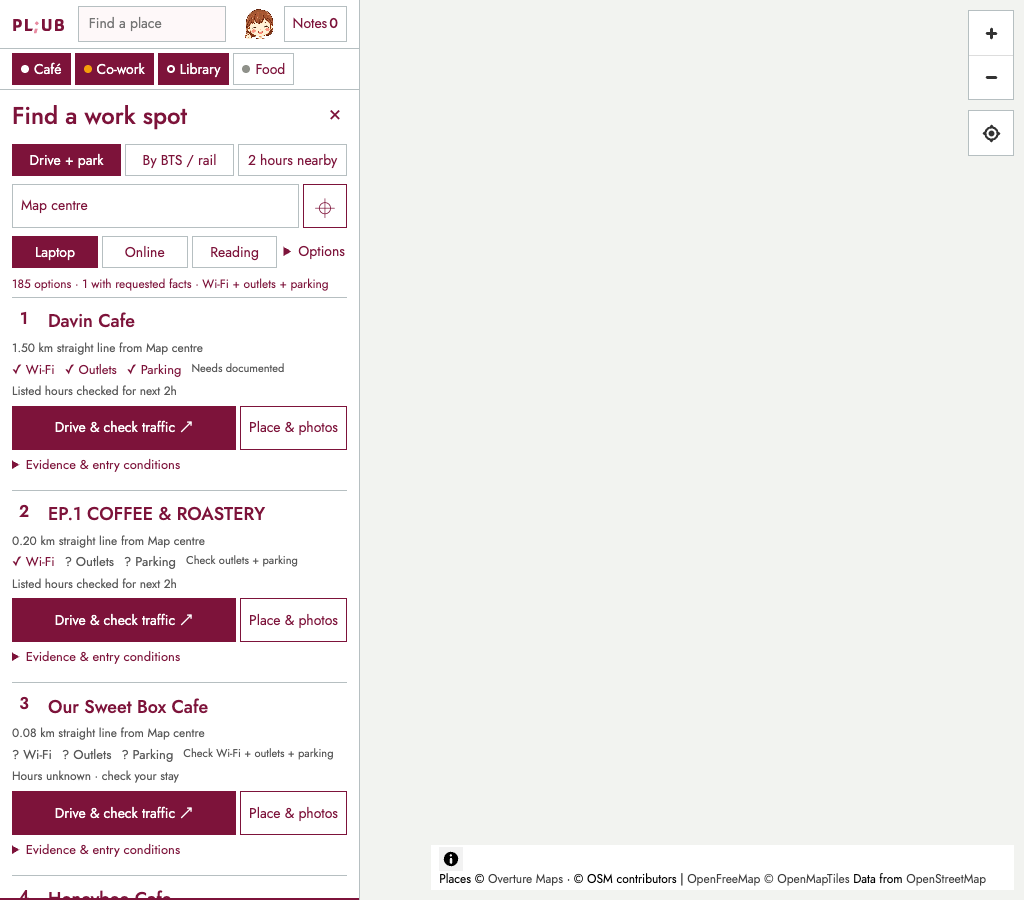 PL;UB
Find a place
Notes 0
Café
Co-work
Library
Food
Find a work spot
×
Drive + park
By BTS / rail
2 hours nearby
Map centre
Laptop
Online
Reading
▶ Options
185 options · 1 with requested facts · Wi-Fi + outlets + parking
1 Davin Cafe
1.50 km straight line from Map centre
✓ Wi-Fi ✓ Outlets ✓ Parking Needs documented
Listed hours checked for next 2h
Drive & check traffic ↗
Place & photos
▶ Evidence & entry conditions
2 EP.1 COFFEE & ROASTERY
0.20 km straight line from Map centre
✓ Wi-Fi ? Outlets ? Parking Check outlets + parking
Listed hours checked for next 2h
Drive & check traffic ↗
Place & photos
▶ Evidence & entry conditions
3 Our Sweet Box Cafe
0.08 km straight line from Map centre
? Wi-Fi ? Outlets ? Parking Check Wi-Fi + outlets + parking
Hours unknown · check your stay
Drive & check traffic ↗
Place & photos
▶ Evidence & entry conditions
4 Honeybee Cafe
+
−
Places © Overture Maps · © OSM contributors | OpenFreeMap © OpenMapTiles Data from OpenStreetMap